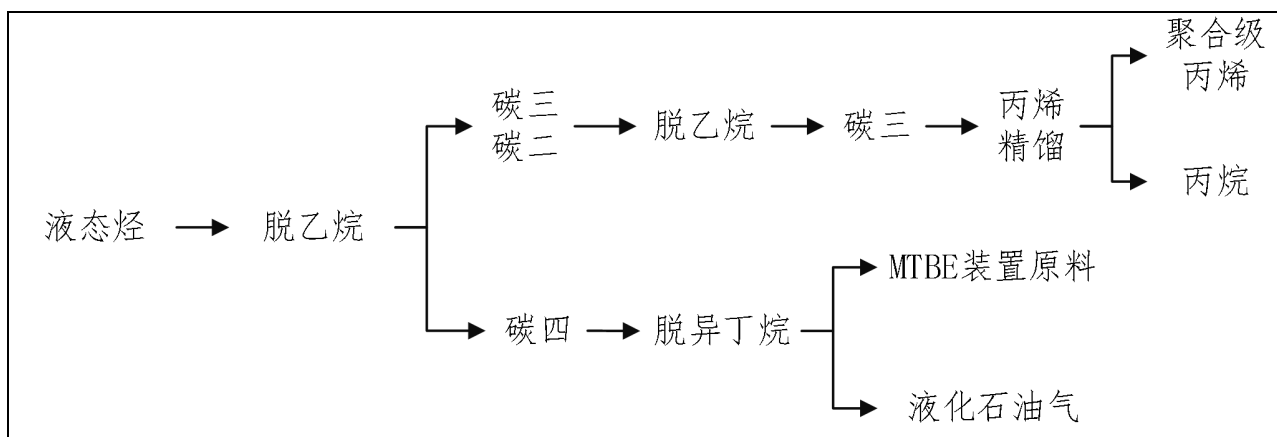 液态烃
脱乙烷
碳三
碳二
脱乙烷
碳三
丙烯
精馏
聚合级
丙烯
丙烷
碳四
脱异丁烷
MTBE装置原料
液化石油气